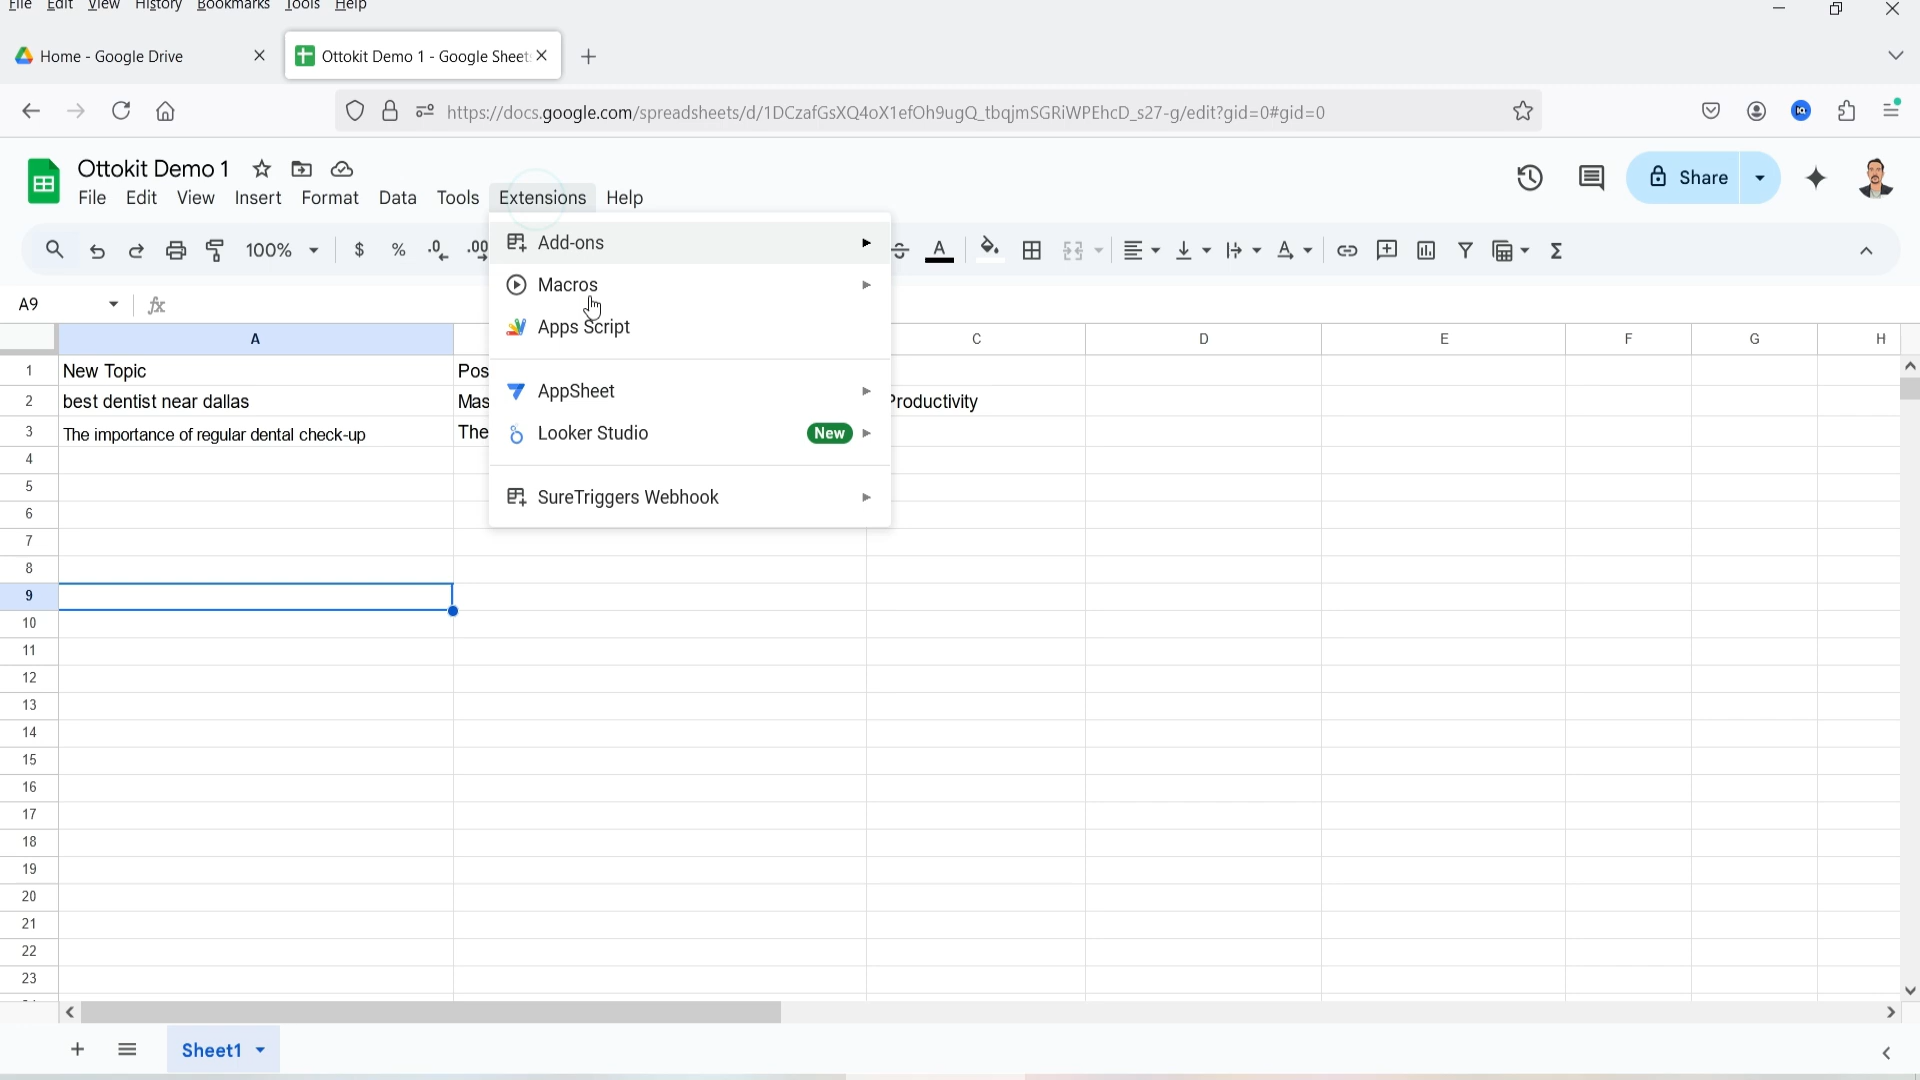 File Edit View History Bookmarks Tools Help
Home - Google Drive
Ottokit Demo 1 - Google Sheet
https://docs.google.com/spreadsheets/d/1DCzafGsXQ4oX1efOh9ugQ_tbqjmSGRiWPEhcD_s27-g/edit?gid=0#gid=0
Ottokit Demo 1
File Edit View Insert Format Data Tools Extensions Help
Share
100% $ % .0 .00
Add-ons
Macros
Apps Script
AppSheet
Looker Studio New
SureTriggers Webhook
A9 fx
A C D E F G H
1 New Topic Pos
2 best dentist near dallas Mas Productivity
3 The importance of regular dental check-up The
4
5
6
7
8
9
10
11
12
13
14
15
16
17
18
19
20
21
22
23
Sheet1